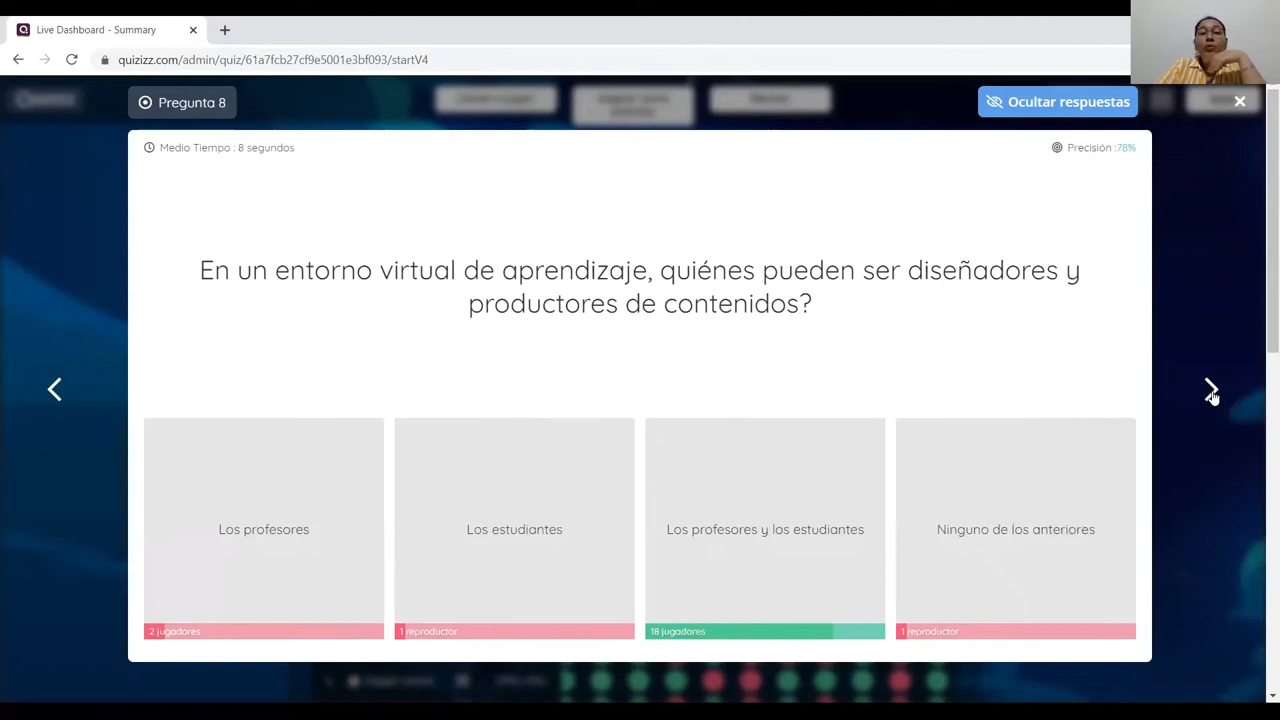 Live Dashboard - Summary
quizizz.com/admin/quiz/61a7fcb27cf9e5001e3bf093/startV4
Pregunta 8
Ocultar respuestas
Medio Tiempo : 8 segundos
Precisión :78%
En un entorno virtual de aprendizaje, quiénes pueden ser diseñadores y
productores de contenidos?
Los profesores
Los estudiantes
Los profesores y los estudiantes
Ninguno de los anteriores
2 jugadores
1 reproductor
18 jugadores
1 reproductor